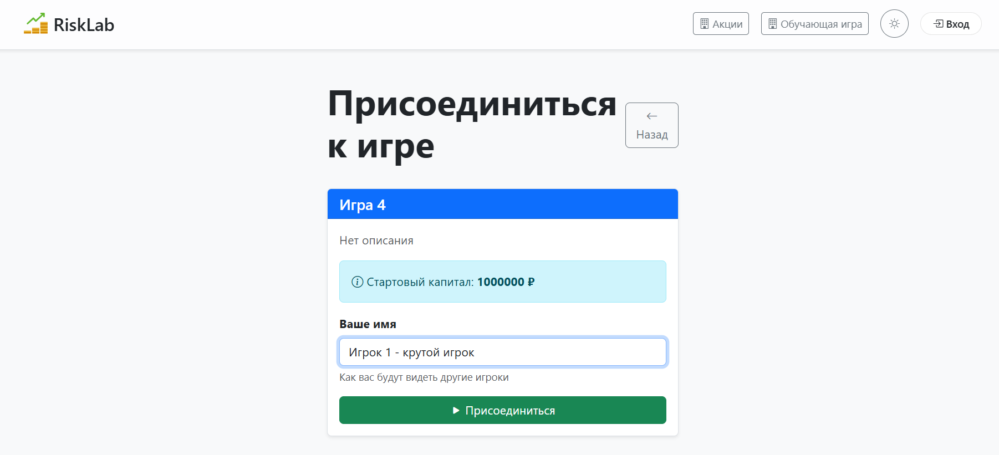 RiskLab
Акции
Обучающая игра
Вход
Присоединиться
к игре
Назад
Игра 4
Нет описания
Стартовый капитал: 1000000 ₽
Ваше имя
Игрок 1 - крутой игрок
Как вас будут видеть другие игроки
Присоединиться